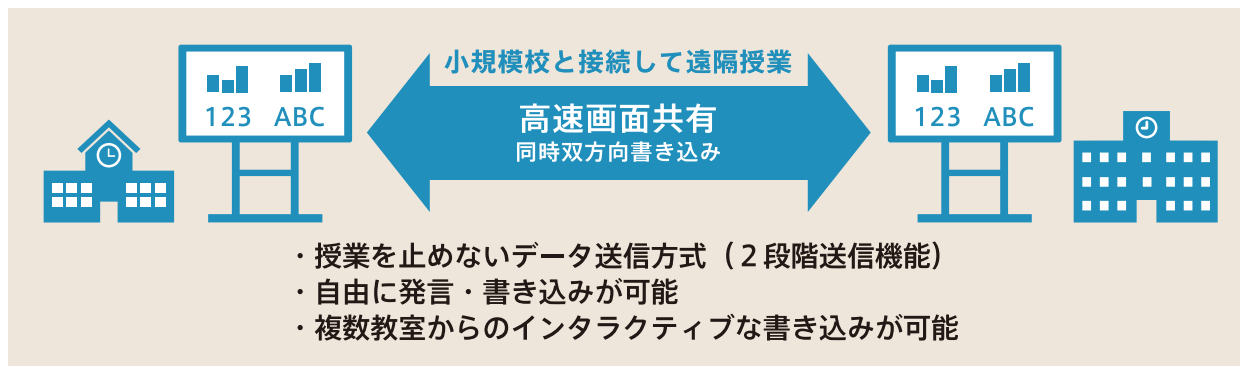 小規模校と接続して遠隔授業
123 ABC
高速画面共有
同時双方向書き込み
123 ABC
・授業を止めないデータ送信方式(2段階送信機能)
・自由に発言・書き込みが可能
・複数教室からのインタラクティブな書き込みが可能